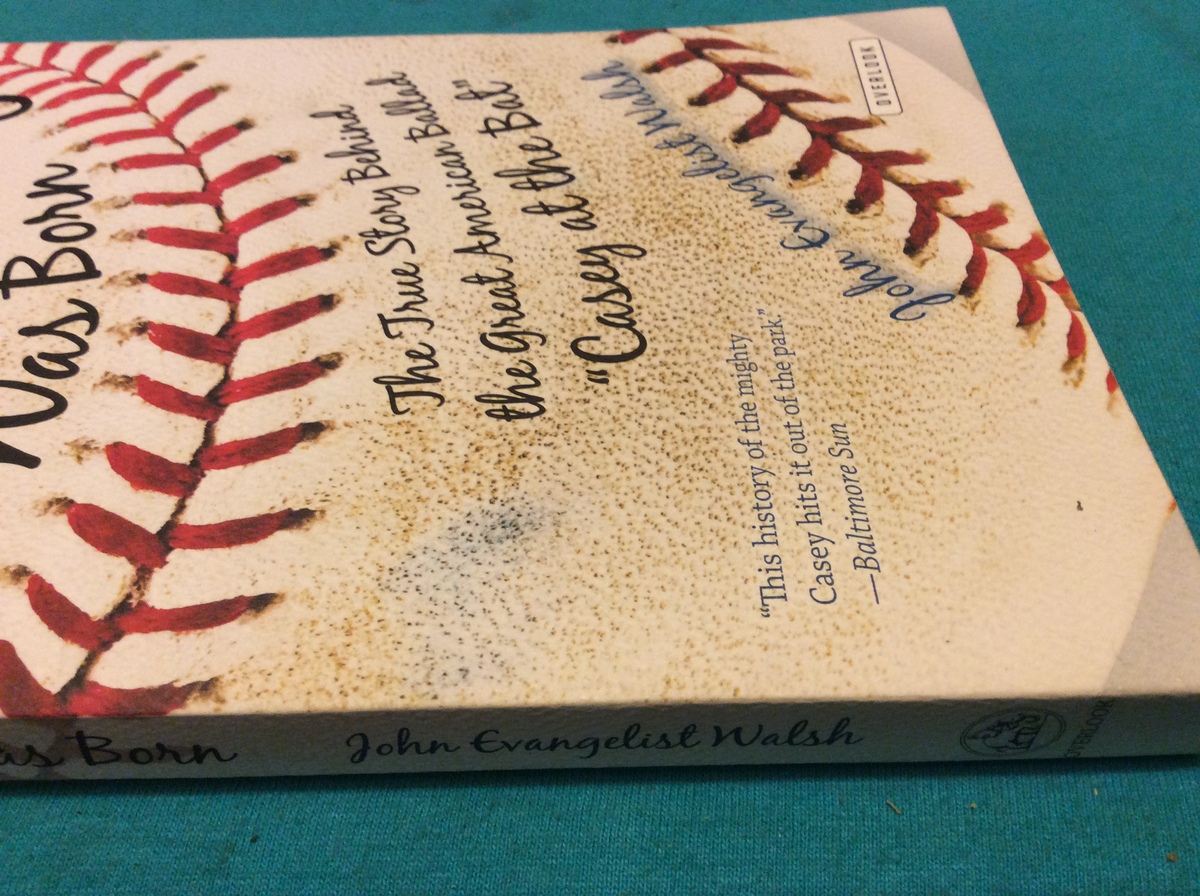 Was Born
The True Story Behind
the Great American Ballad
"Casey at the Bat"
John Evangelist Walsh
OVERLOOK
"This history of the mighty
Casey hits it out of the park"
—Baltimore Sun
as Born
John Evangelist Walsh
OVERLOOK